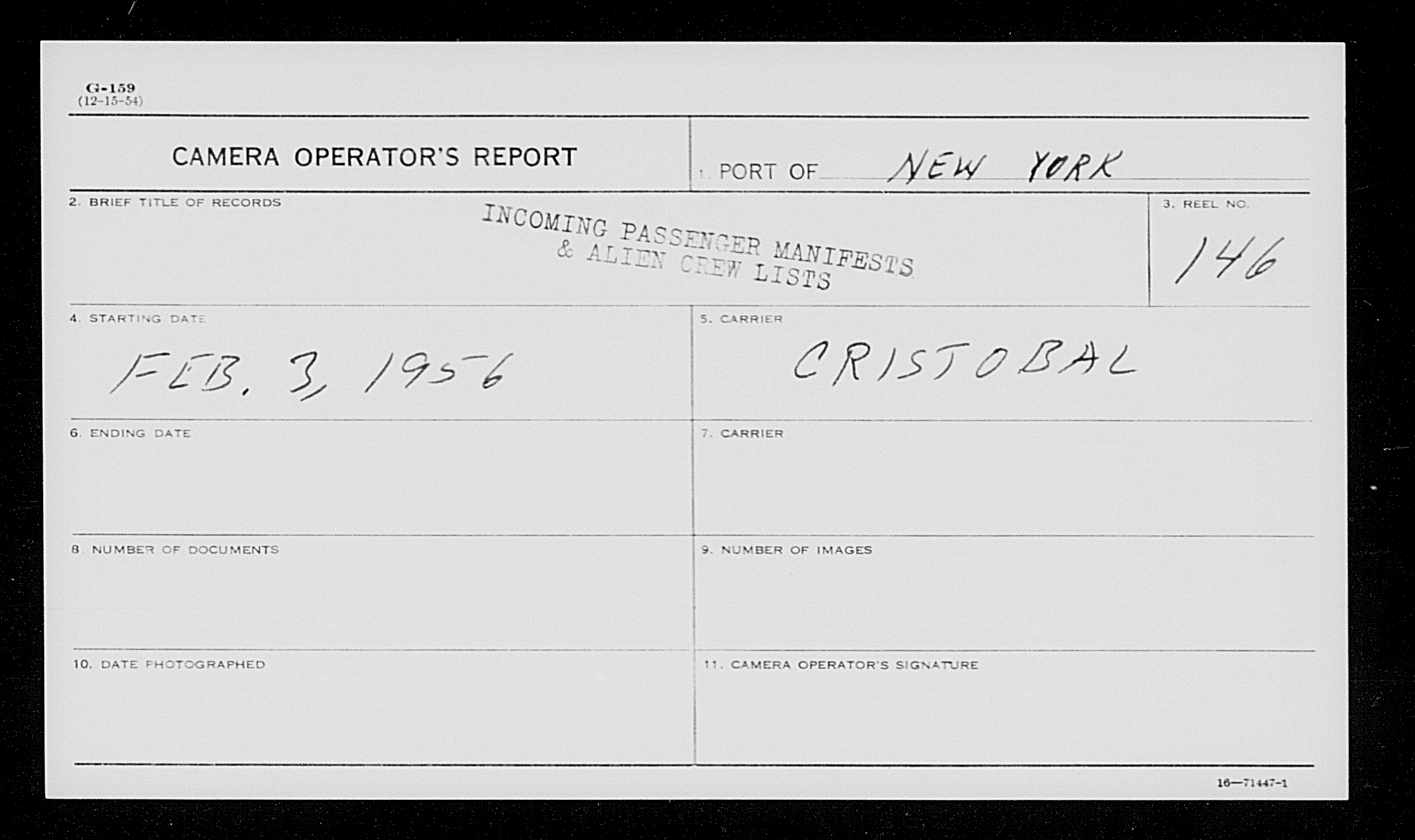 G-159
(12-15-54)
CAMERA OPERATOR'S REPORT
1. PORT OF NEW YORK
2. BRIEF TITLE OF RECORDS
INCOMING PASSENGER MANIFESTS
& ALIEN CREW LISTS
3. REEL NO.
146
4. STARTING DATE
FEB. 3, 1956
5. CARRIER
CRISTOBAL
6. ENDING DATE
7. CARRIER
8. NUMBER OF DOCUMENTS
9. NUMBER OF IMAGES
10. DATE PHOTOGRAPHED
11. CAMERA OPERATOR'S SIGNATURE
16—71447-1